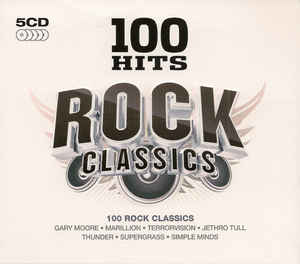 5CD
100
HITS
ROCK
CLASSICS
100 ROCK CLASSICS
GARY MOORE • MARILLION • TERRORVISION • JETHRO TULL
THUNDER • SUPERGRASS • SIMPLE MINDS